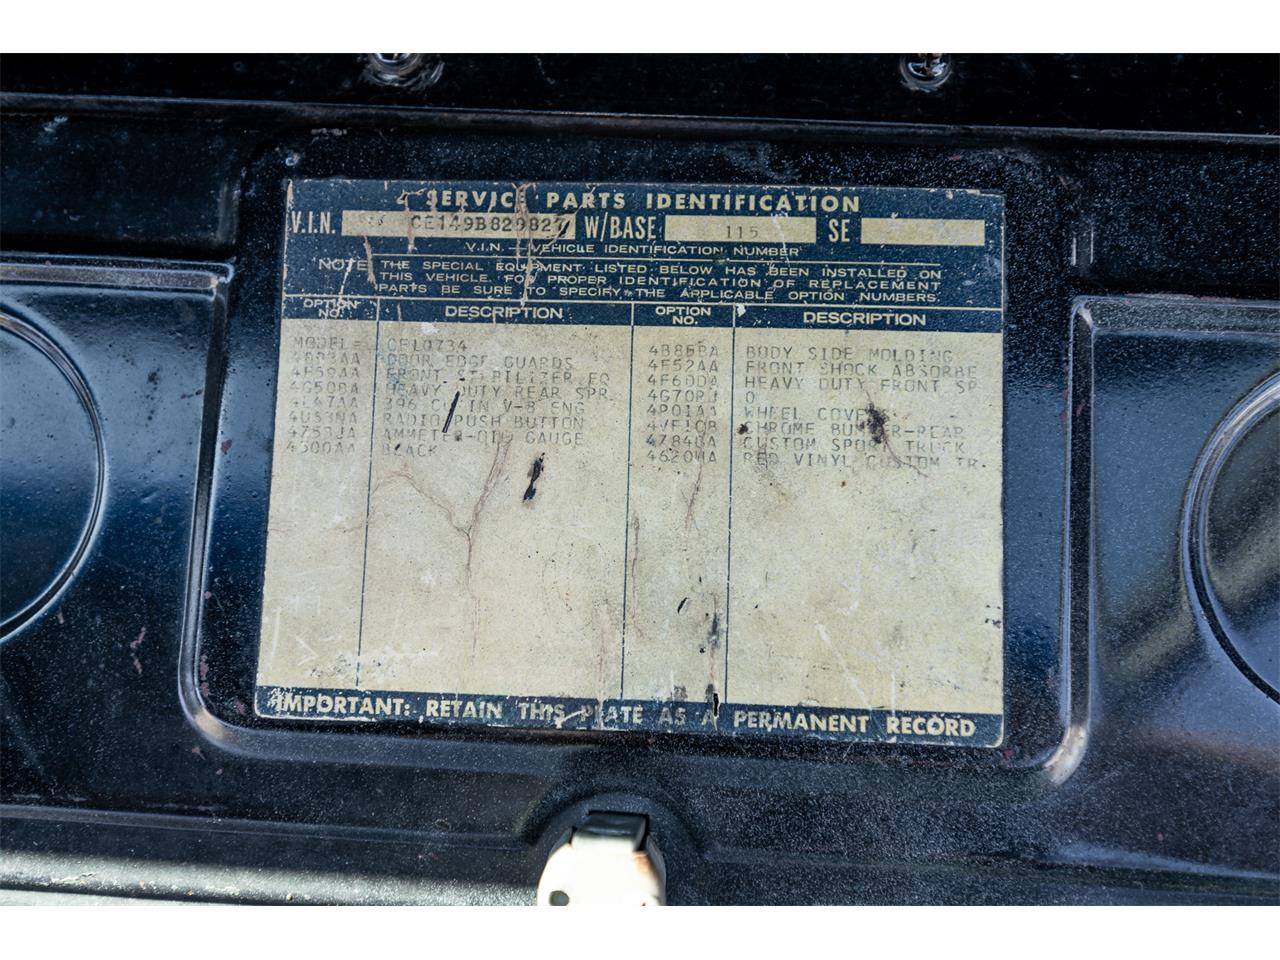 SERVICE PARTS IDENTIFICATION
V.I.N. CE149B829827 W/BASE 115 SE
V.I.N. — VEHICLE IDENTIFICATION NUMBER
NOTE: THE SPECIAL EQUIPMENT LISTED BELOW HAS BEEN INSTALLED ON
THIS VEHICLE. FOR PROPER IDENTIFICATION OF REPLACEMENT
PARTS BE SURE TO SPECIFY THE APPLICABLE OPTION NUMBERS.
OPTION NO. DESCRIPTION OPTION NO. DESCRIPTION
MODEL= CE10734
DOOR EDGE GUARDS
FRONT STABILIZER EQ
HEAVY DUTY REAR SPR
396 CU IN V-8 ENG
RADIO PUSH BUTTON
AMMETER-OIL GAUGE
4500AA BLACK
4B85BA BODY SIDE MOLDING
4F52AA FRONT SHOCK ABSORBE
4F60DA HEAVY DUTY FRONT SP
0
4P01AA WHEEL COVERS
CHROME BUMPER-REAR
CUSTOM SPORT TRUCK
RED VINYL CUSTOM TR
IMPORTANT: RETAIN THIS PLATE AS A PERMANENT RECORD